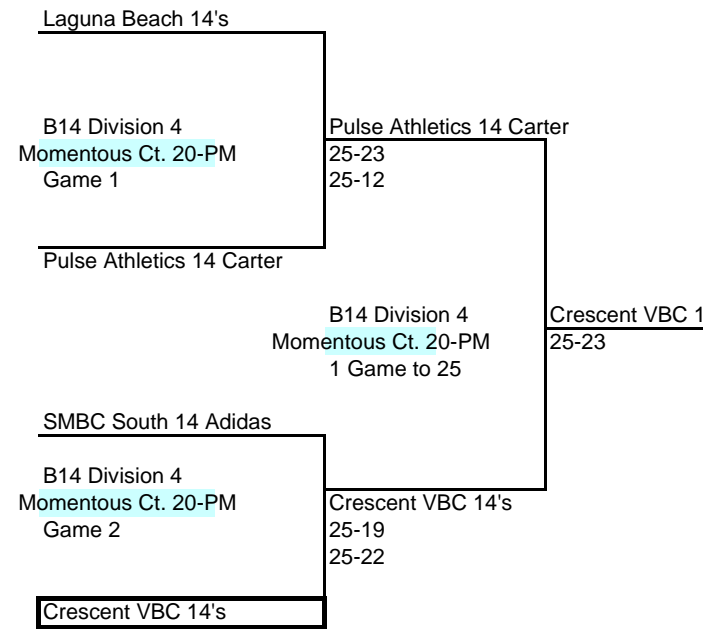 Laguna Beach 14's
B14 Division 4
Momentous Ct. 20-PM
Game 1
Pulse Athletics 14 Carter
25-23
25-12
Pulse Athletics 14 Carter
B14 Division 4
Momentous Ct. 20-PM
1 Game to 25
Crescent VBC 1
25-23
SMBC South 14 Adidas
B14 Division 4
Momentous Ct. 20-PM
Game 2
Crescent VBC 14's
25-19
25-22
Crescent VBC 14's